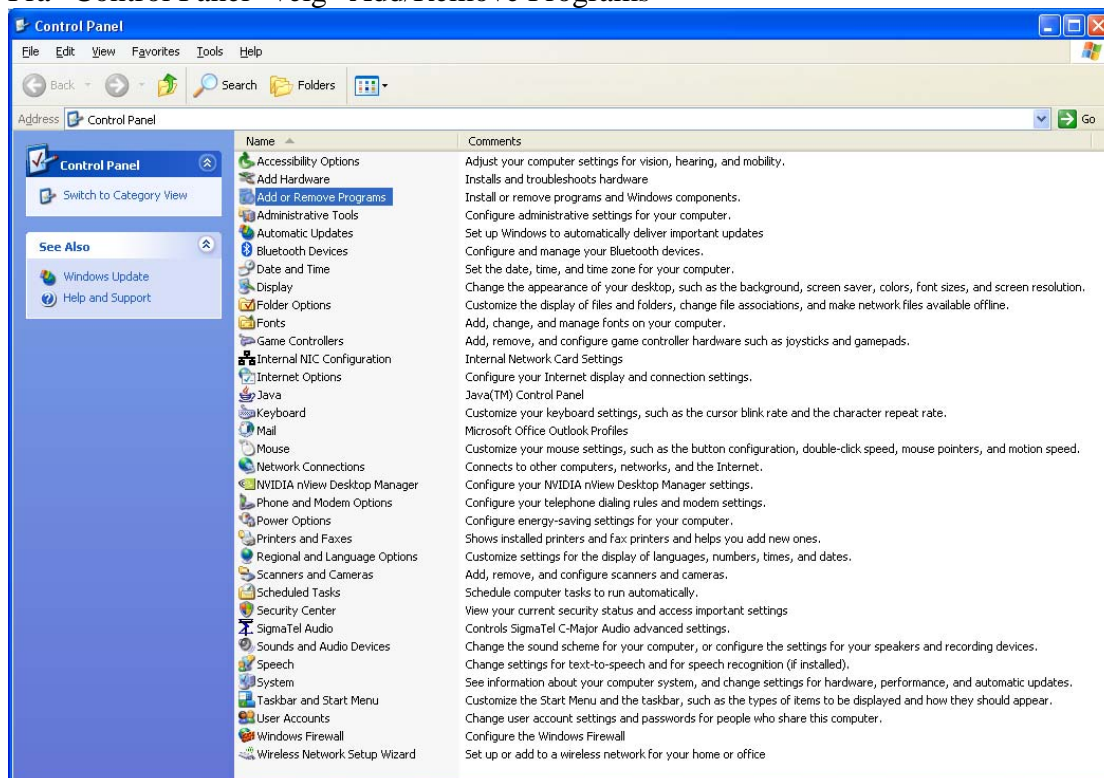 Control Panel
File Edit View Favorites Tools Help
Back Search Folders
Address Control Panel Go
Control Panel
Switch to Category View
See Also
Windows Update
Help and Support
Name Comments
Accessibility Options Adjust your computer settings for vision, hearing, and mobility.
Add Hardware Installs and troubleshoots hardware
Add or Remove Programs Install or remove programs and Windows components.
Administrative Tools Configure administrative settings for your computer.
Automatic Updates Set up Windows to automatically deliver important updates
Bluetooth Devices Configure and manage your Bluetooth devices.
Date and Time Set the date, time, and time zone for your computer.
Display Change the appearance of your desktop, such as the background, screen saver, colors, font sizes, and screen resolution.
Folder Options Customize the display of files and folders, change file associations, and make network files available offline.
Fonts Add, change, and manage fonts on your computer.
Game Controllers Add, remove, and configure game controller hardware such as joysticks and gamepads.
Internal NIC Configuration Internal Network Card Settings
Internet Options Configure your Internet display and connection settings.
Java Java(TM) Control Panel
Keyboard Customize your keyboard settings, such as the cursor blink rate and the character repeat rate.
Mail Microsoft Office Outlook Profiles
Mouse Customize your mouse settings, such as the button configuration, double-click speed, mouse pointers, and motion speed.
Network Connections Connects to other computers, networks, and the Internet.
NVIDIA nView Desktop Manager Configure your NVIDIA nView Desktop Manager settings.
Phone and Modem Options Configure your telephone dialing rules and modem settings.
Power Options Configure energy-saving settings for your computer.
Printers and Faxes Shows installed printers and fax printers and helps you add new ones.
Regional and Language Options Customize settings for the display of languages, numbers, times, and dates.
Scanners and Cameras Add, remove, and configure scanners and cameras.
Scheduled Tasks Schedule computer tasks to run automatically.
Security Center View your current security status and access important settings
SigmaTel Audio Controls SigmaTel C-Major Audio advanced settings.
Sounds and Audio Devices Change the sound scheme for your computer, or configure the settings for your speakers and recording devices.
Speech Change settings for text-to-speech and for speech recognition (if installed).
System See information about your computer system, and change settings for hardware, performance, and automatic updates.
Taskbar and Start Menu Customize the Start Menu and the taskbar, such as the types of items to be displayed and how they should appear.
User Accounts Change user account settings and passwords for people who share this computer.
Windows Firewall Configure the Windows Firewall
Wireless Network Setup Wizard Set up or add to a wireless network for your home or office